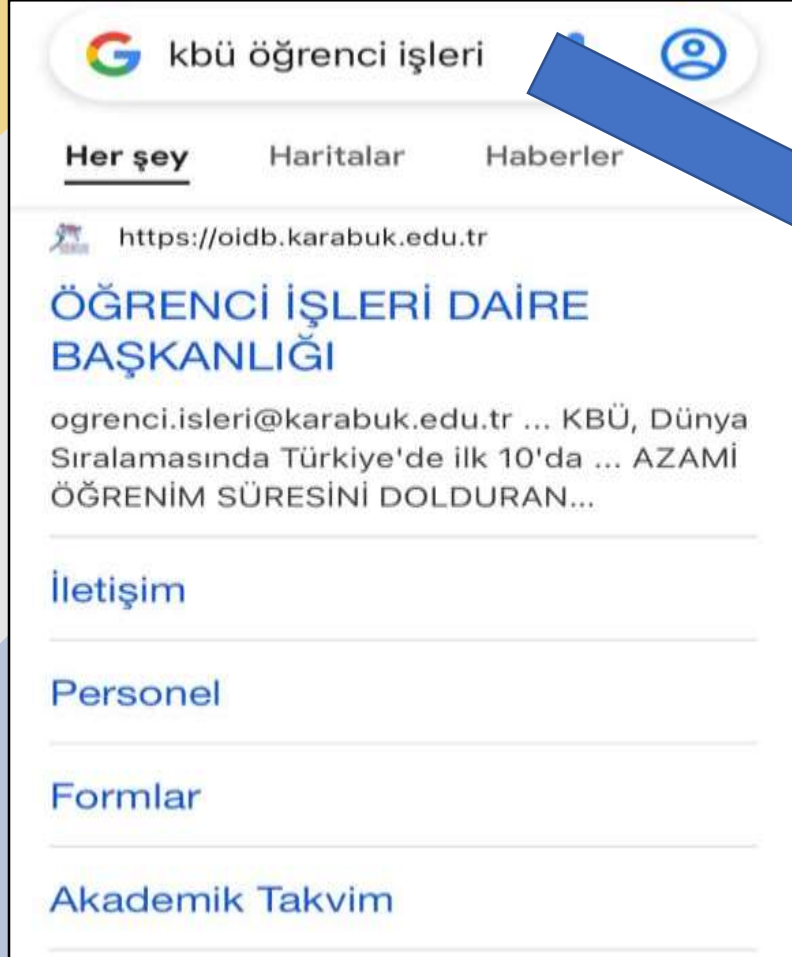 kbü öğrenci işleri
Her şey Haritalar Haberler
https://oidb.karabuk.edu.tr
ÖĞRENCİ İŞLERİ DAİRE
BAŞKANLIĞI
ogrenci.isleri@karabuk.edu.tr ... KBÜ, Dünya
Sıralamasında Türkiye'de ilk 10'da ... AZAMİ
ÖĞRENİM SÜRESİNİ DOLDURAN...
İletişim
Personel
Formlar
Akademik Takvim